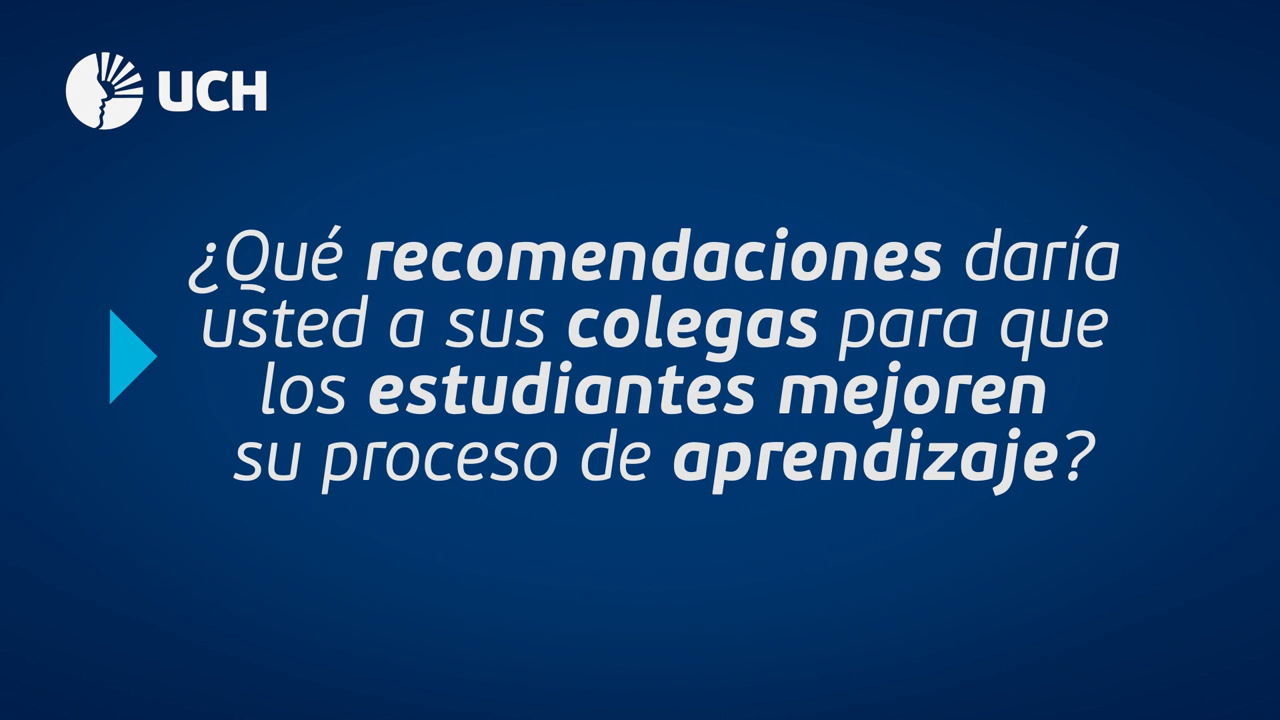 UCH
¿Qué recomendaciones daría
usted a sus colegas para que
los estudiantes mejoren
su proceso de aprendizaje?